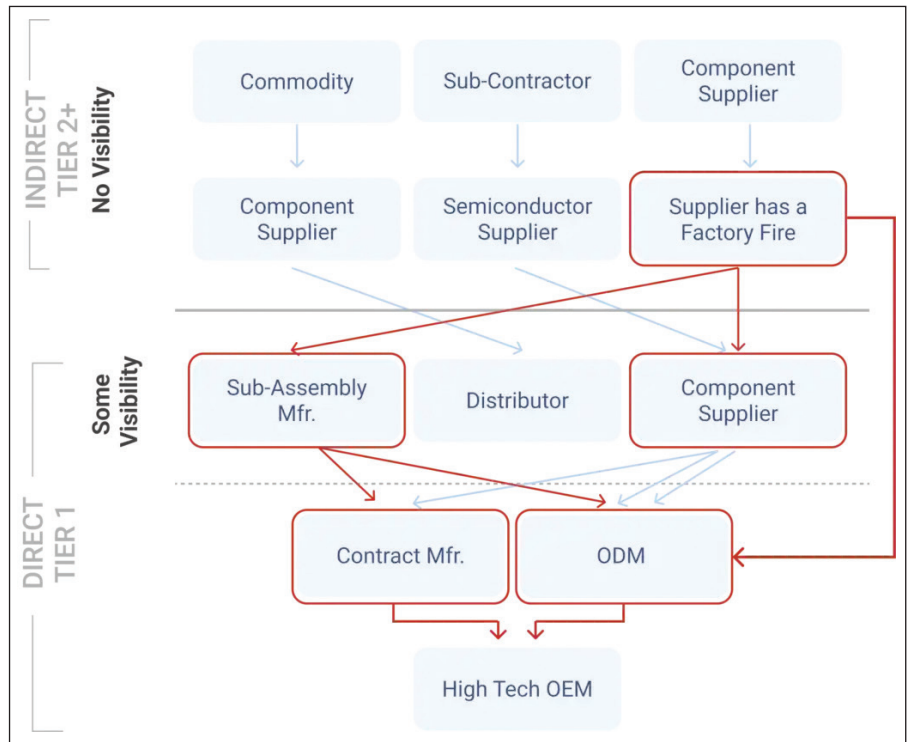 INDIRECT
TIER 2+
No Visibility
Commodity
Sub-Contractor
Component
Supplier
Component
Supplier
Semiconductor
Supplier
Supplier has a
Factory Fire
DIRECT
TIER 1
Some
Visibility
Sub-Assembly
Mfr.
Distributor
Component
Supplier
Contract Mfr.
ODM
High Tech OEM